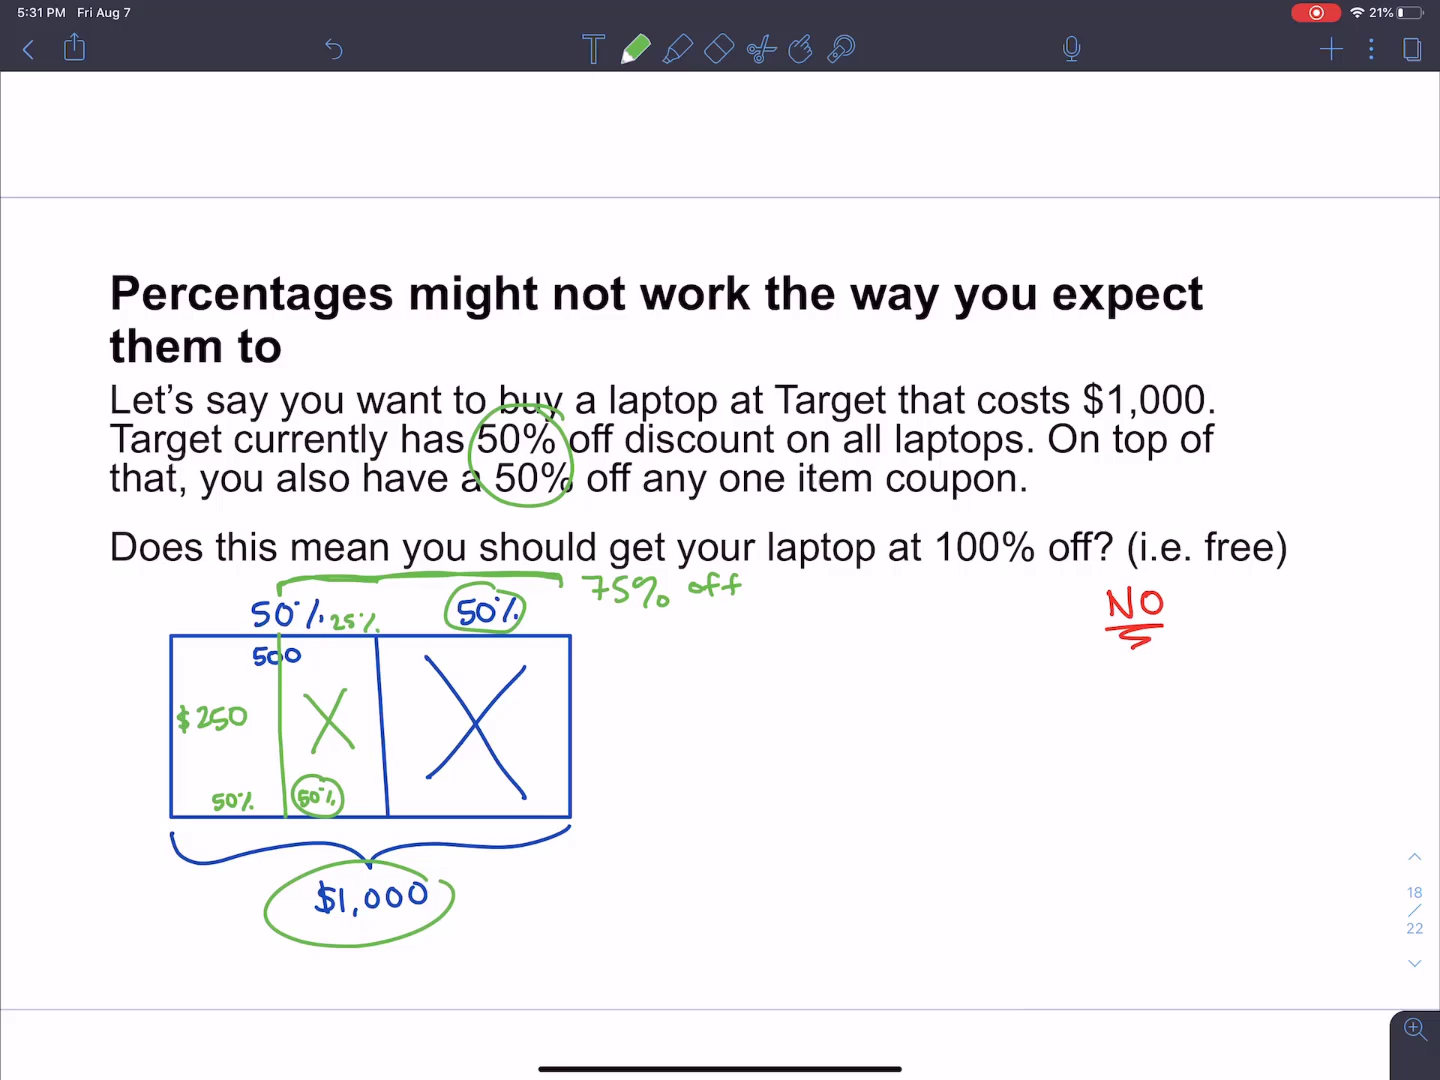 5:31 PM Fri Aug 7
21%
T
Percentages might not work the way you expect
them to
Let's say you want to buy a laptop at Target that costs $1,000.
Target currently has 50% off discount on all laptops. On top of
that, you also have a 50% off any one item coupon.
Does this mean you should get your laptop at 100% off? (i.e. free)
75% off
NO
50% 25% 50%
500
$250
50% 50%
$1,000
18
/
22